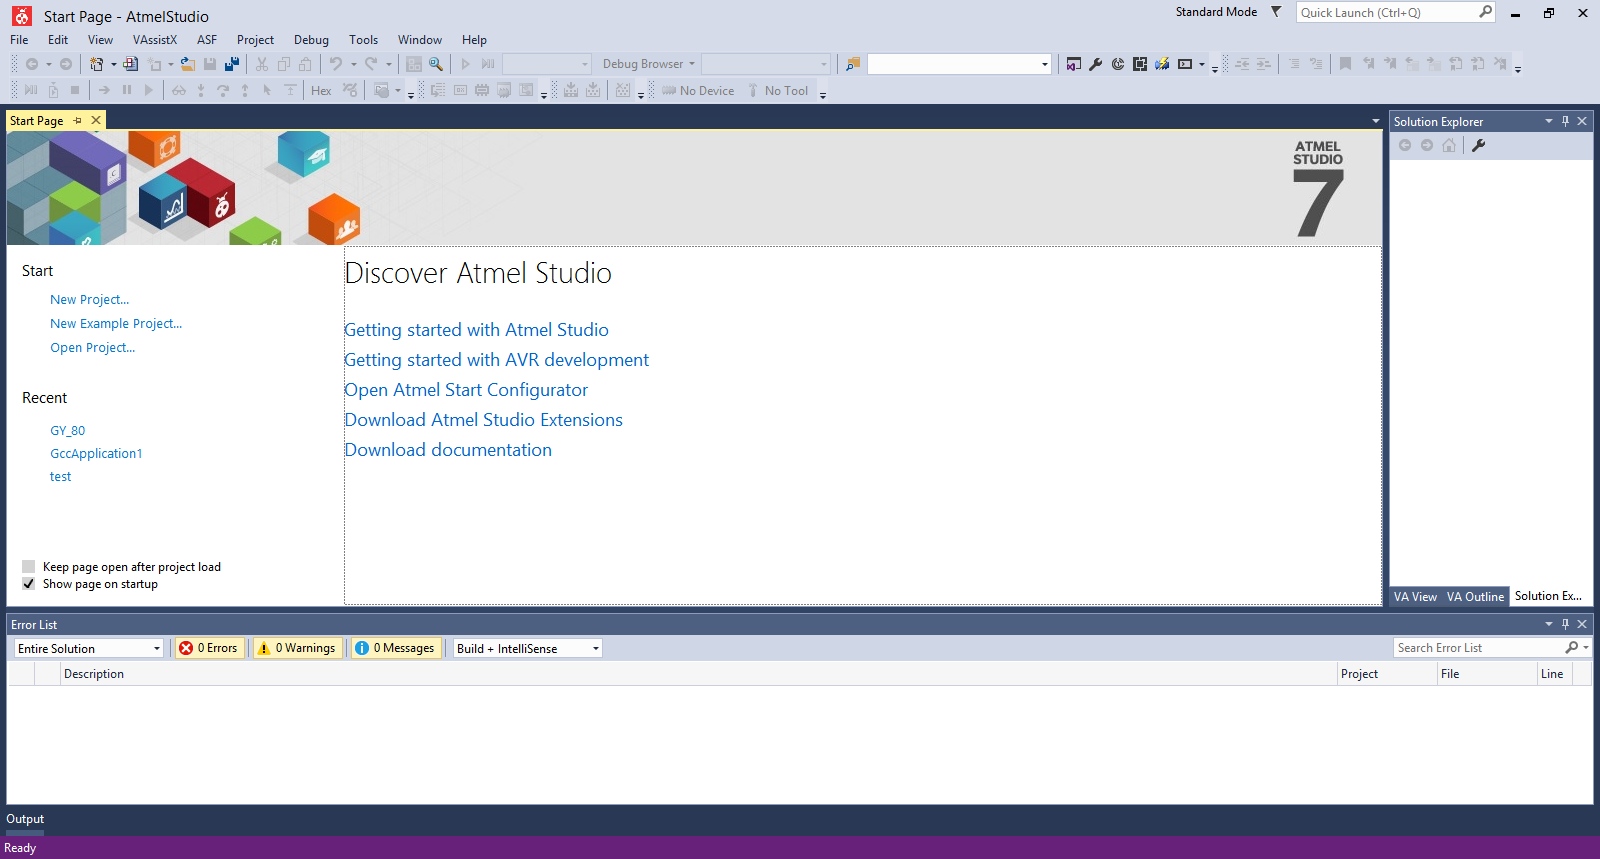 Start Page - AtmelStudio
Standard Mode
Quick Launch (Ctrl+Q)
File Edit View VAssistX ASF Project Debug Tools Window Help
Debug Browser
Hex
No Device
No Tool
Start Page
ATMEL
STUDIO
7
Start
New Project...
New Example Project...
Open Project...
Recent
GY_80
GccApplication1
test
Keep page open after project load
Show page on startup
Discover Atmel Studio
Getting started with Atmel Studio
Getting started with AVR development
Open Atmel Start Configurator
Download Atmel Studio Extensions
Download documentation
Solution Explorer
VA View VA Outline Solution Ex...
Error List
Entire Solution 0 Errors 0 Warnings 0 Messages Build + IntelliSense Search Error List
Description Project File Line
Output
Ready